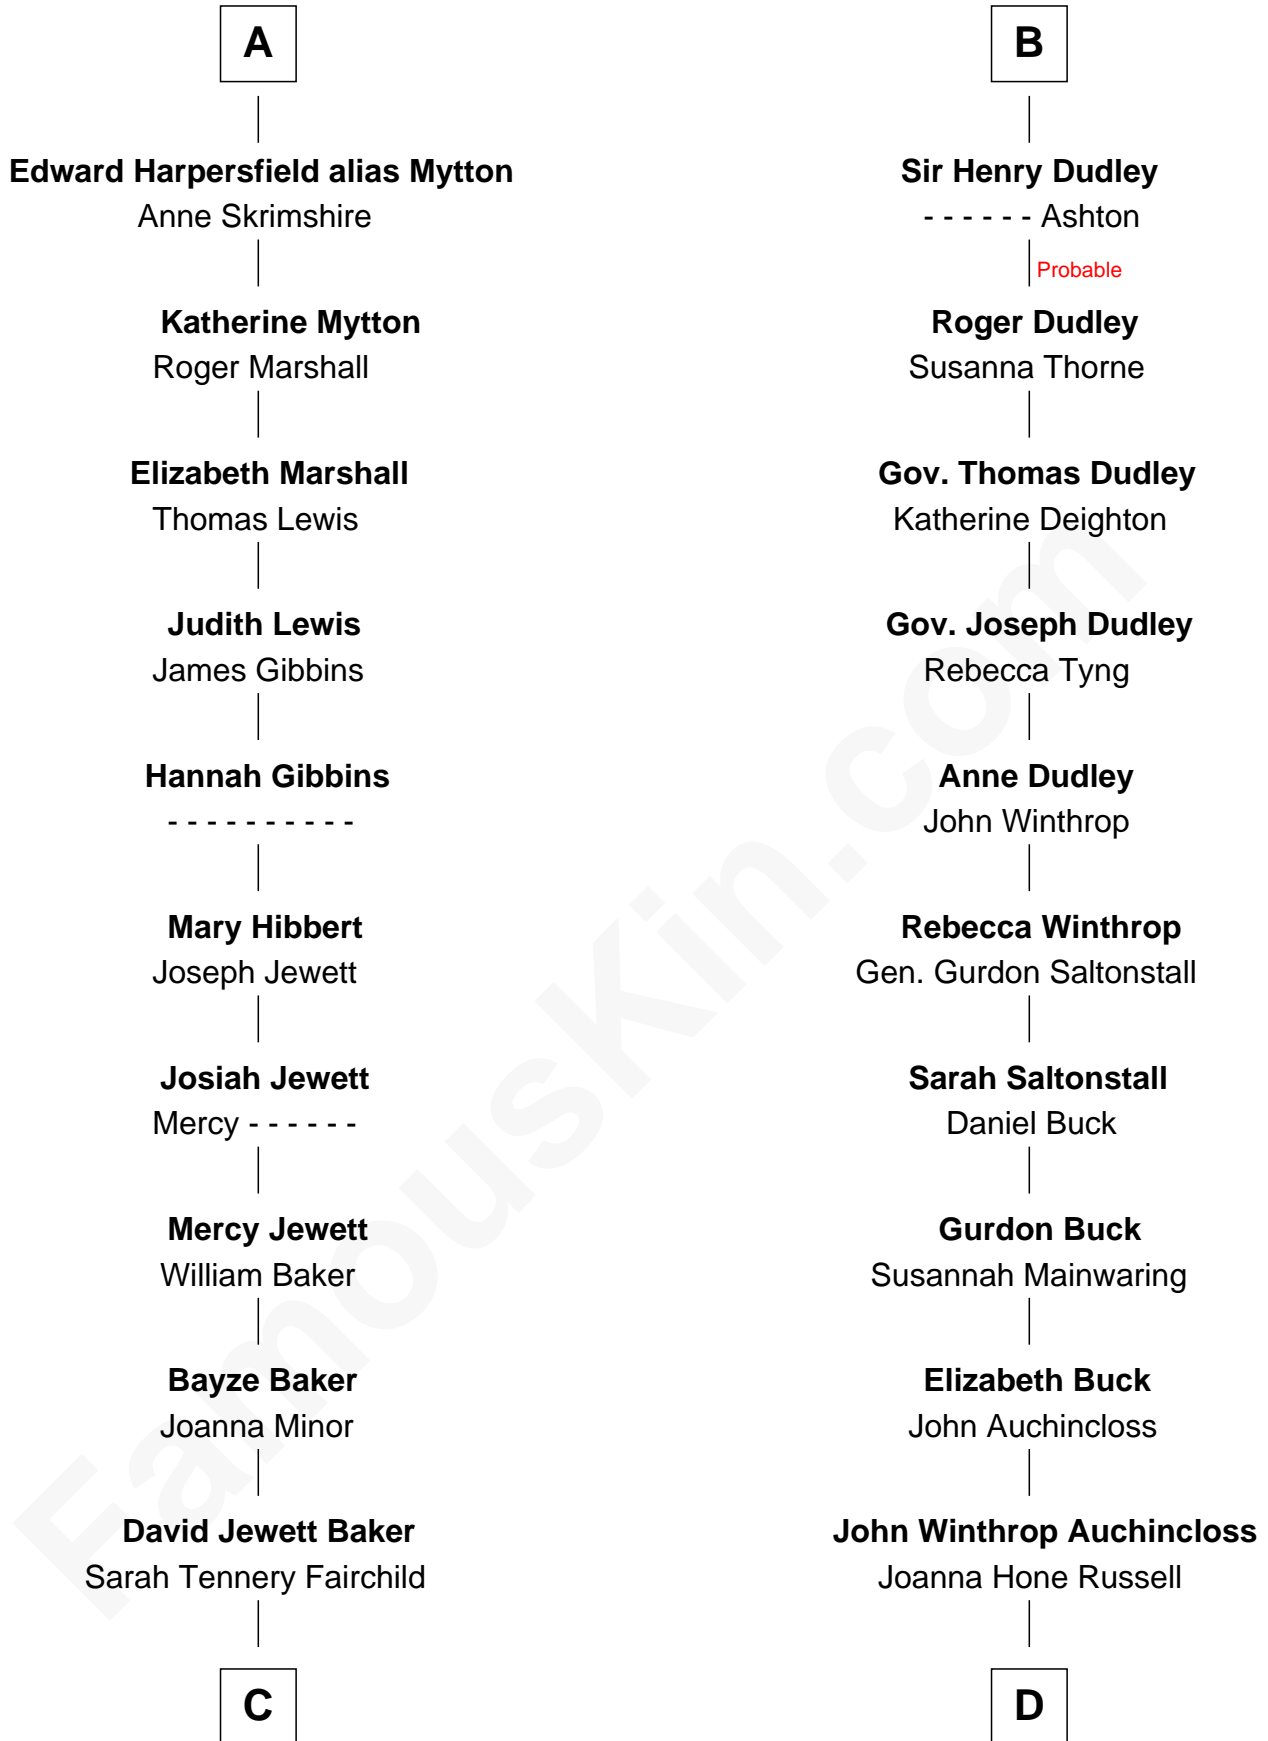 A
Edward Harpersfield alias Mytton
Anne Skrimshire
Katherine Mytton
Roger Marshall
Elizabeth Marshall
Thomas Lewis
Judith Lewis
James Gibbins
Hannah Gibbins
- - - - - - - - - -
Mary Hibbert
Joseph Jewett
Josiah Jewett
Mercy - - - - - -
Mercy Jewett
William Baker
Bayze Baker
Joanna Minor
David Jewett Baker
Sarah Tennery Fairchild
C
B
Sir Henry Dudley
- - - - - - Ashton
Probable
Roger Dudley
Susanna Thorne
Gov. Thomas Dudley
Katherine Deighton
Gov. Joseph Dudley
Rebecca Tyng
Anne Dudley
John Winthrop
Rebecca Winthrop
Gen. Gurdon Saltonstall
Sarah Saltonstall
Daniel Buck
Gurdon Buck
Susannah Mainwaring
Elizabeth Buck
John Auchincloss
John Winthrop Auchincloss
Joanna Hone Russell
D
FamousKin.com